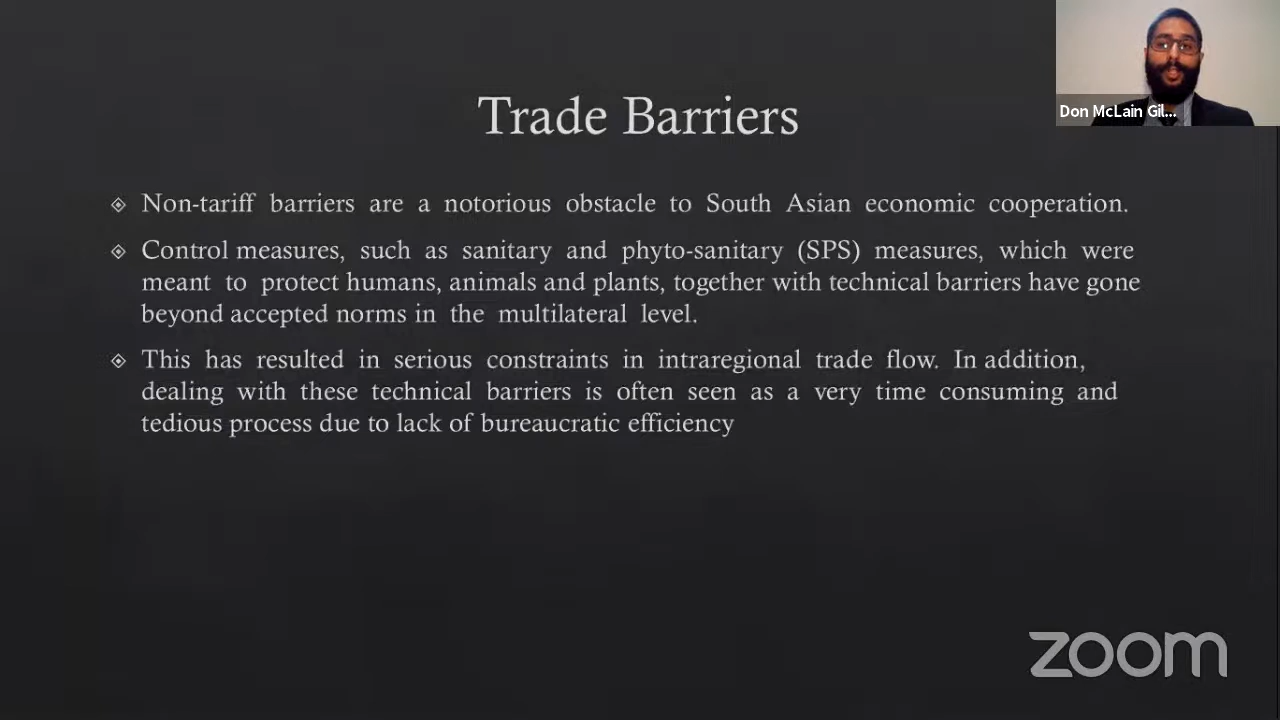 Don McLain Gil...
Trade Barriers
Non-tariff barriers are a notorious obstacle to South Asian economic cooperation.
Control measures, such as sanitary and phyto-sanitary (SPS) measures, which were
meant to protect humans, animals and plants, together with technical barriers have gone
beyond accepted norms in the multilateral level.
This has resulted in serious constraints in intraregional trade flow. In addition,
dealing with these technical barriers is often seen as a very time consuming and
tedious process due to lack of bureaucratic efficiency
zoom